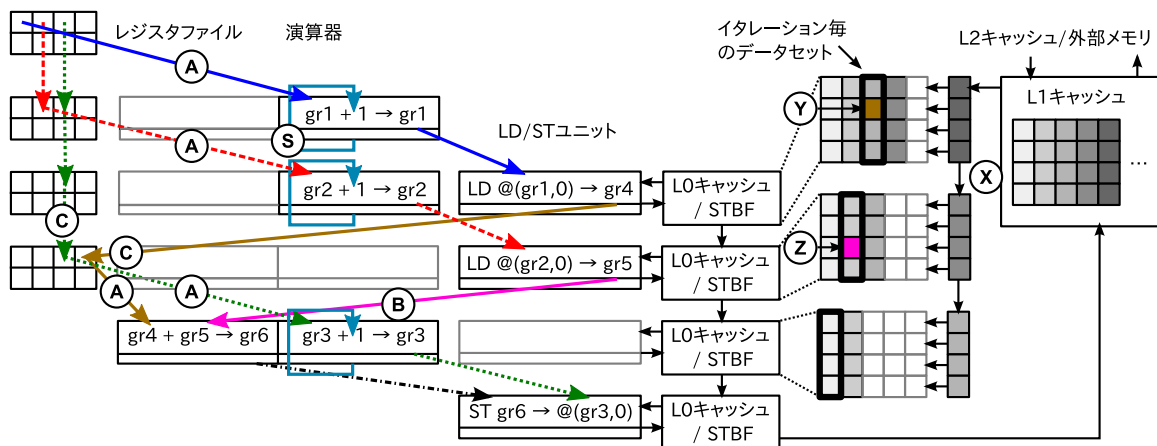 レジスタファイル
演算器
イタレーション毎
のデータセット
L2キャッシュ/外部メモリ
A
L1キャッシュ
Y
gr1 + 1 → gr1
LD/STユニット
S
A
...
X
gr2 + 1 → gr2
LD @(gr1,0) → gr4
L0キャッシュ
/ STBF
C
C
Z
LD @(gr2,0) → gr5
L0キャッシュ
/ STBF
A
A
B
gr4 + gr5 → gr6
gr3 + 1 → gr3
L0キャッシュ
/ STBF
ST gr6 → @(gr3,0)
L0キャッシュ
/ STBF